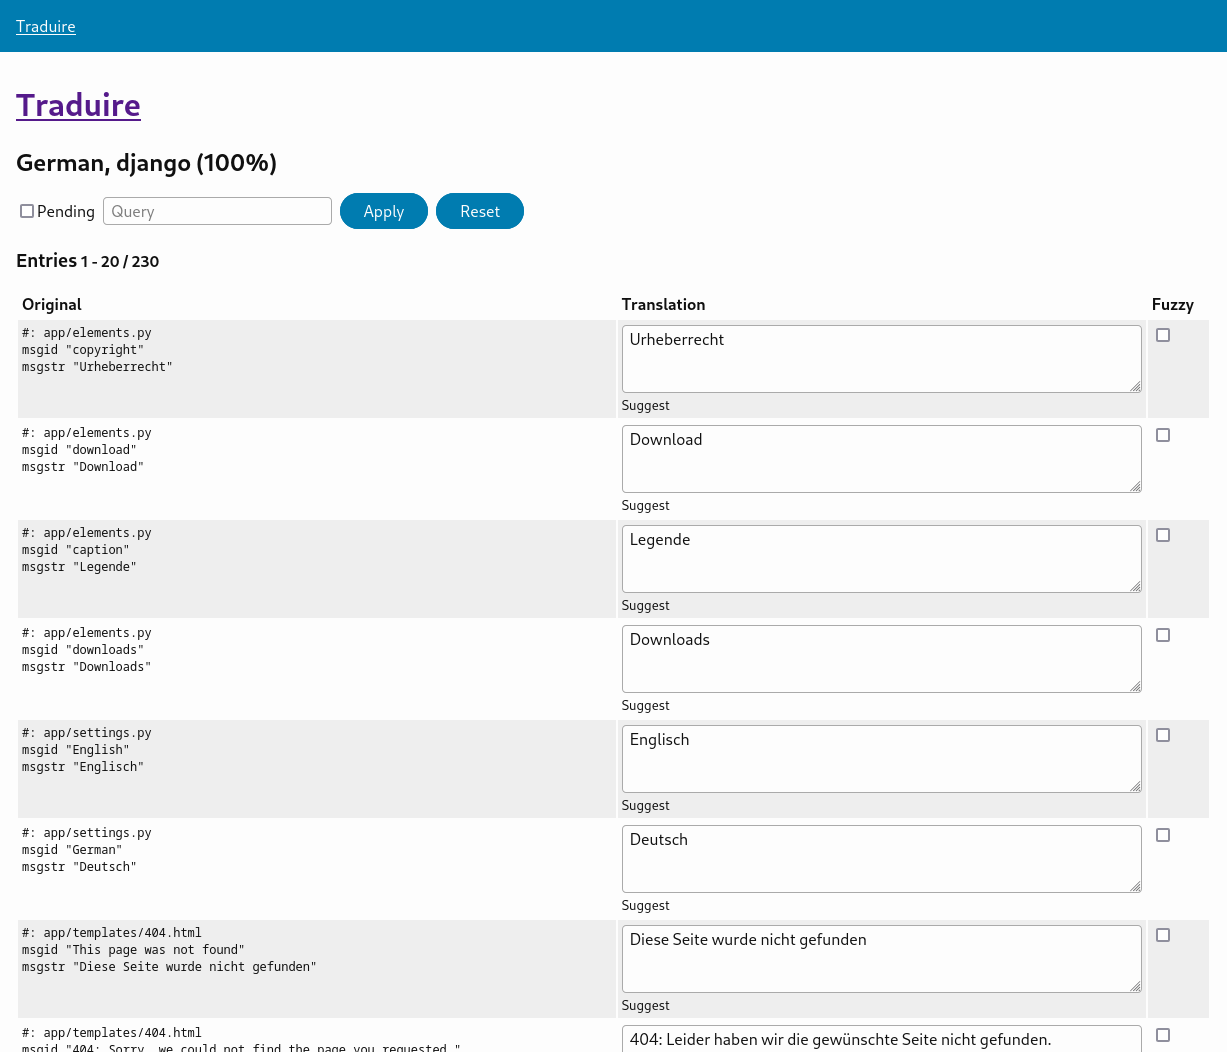 Traduire
Traduire
German, django (100%)
Pending Query Apply Reset
Entries 1 - 20 / 230
Original Translation Fuzzy
#: app/elements.py
msgid "copyright"
msgstr "Urheberrecht"
Urheberrecht
Suggest
#: app/elements.py
msgid "download"
msgstr "Download"
Download
Suggest
#: app/elements.py
msgid "caption"
msgstr "Legende"
Legende
Suggest
#: app/elements.py
msgid "downloads"
msgstr "Downloads"
Downloads
Suggest
#: app/settings.py
msgid "English"
msgstr "Englisch"
Englisch
Suggest
#: app/settings.py
msgid "German"
msgstr "Deutsch"
Deutsch
Suggest
#: app/templates/404.html
msgid "This page was not found"
msgstr "Diese Seite wurde nicht gefunden"
Diese Seite wurde nicht gefunden
Suggest
#: app/templates/404.html
msgid "404: Sorry, we could not find the page you requested."
404: Leider haben wir die gewünschte Seite nicht gefunden.